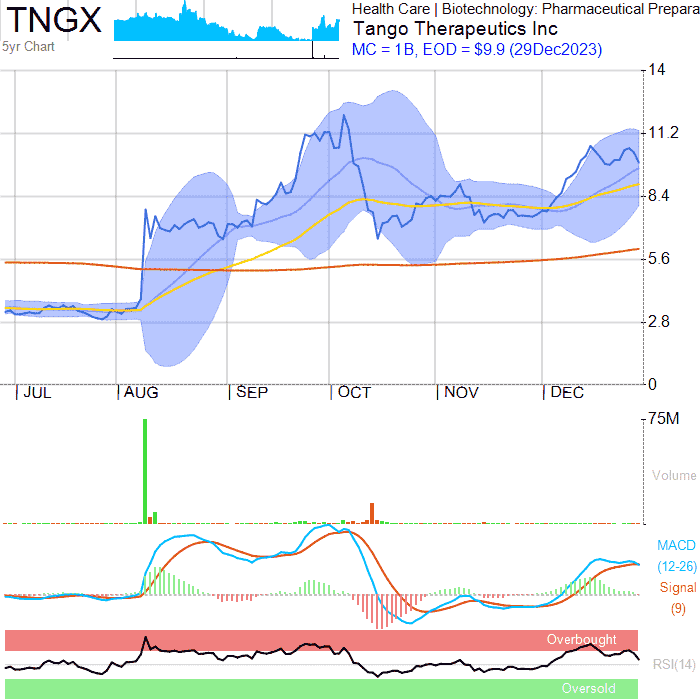 TNGX
5yr Chart
Health Care | Biotechnology: Pharmaceutical Prepara
Tango Therapeutics Inc
MC = 1B, EOD = $9.9 (29Dec2023)
14
11.2
8.4
5.6
2.8
0
JUL
AUG
SEP
OCT
NOV
DEC
75M
Volume
MACD
(12-26)
Signal
(9)
Overbought
RSI(14)
Oversold